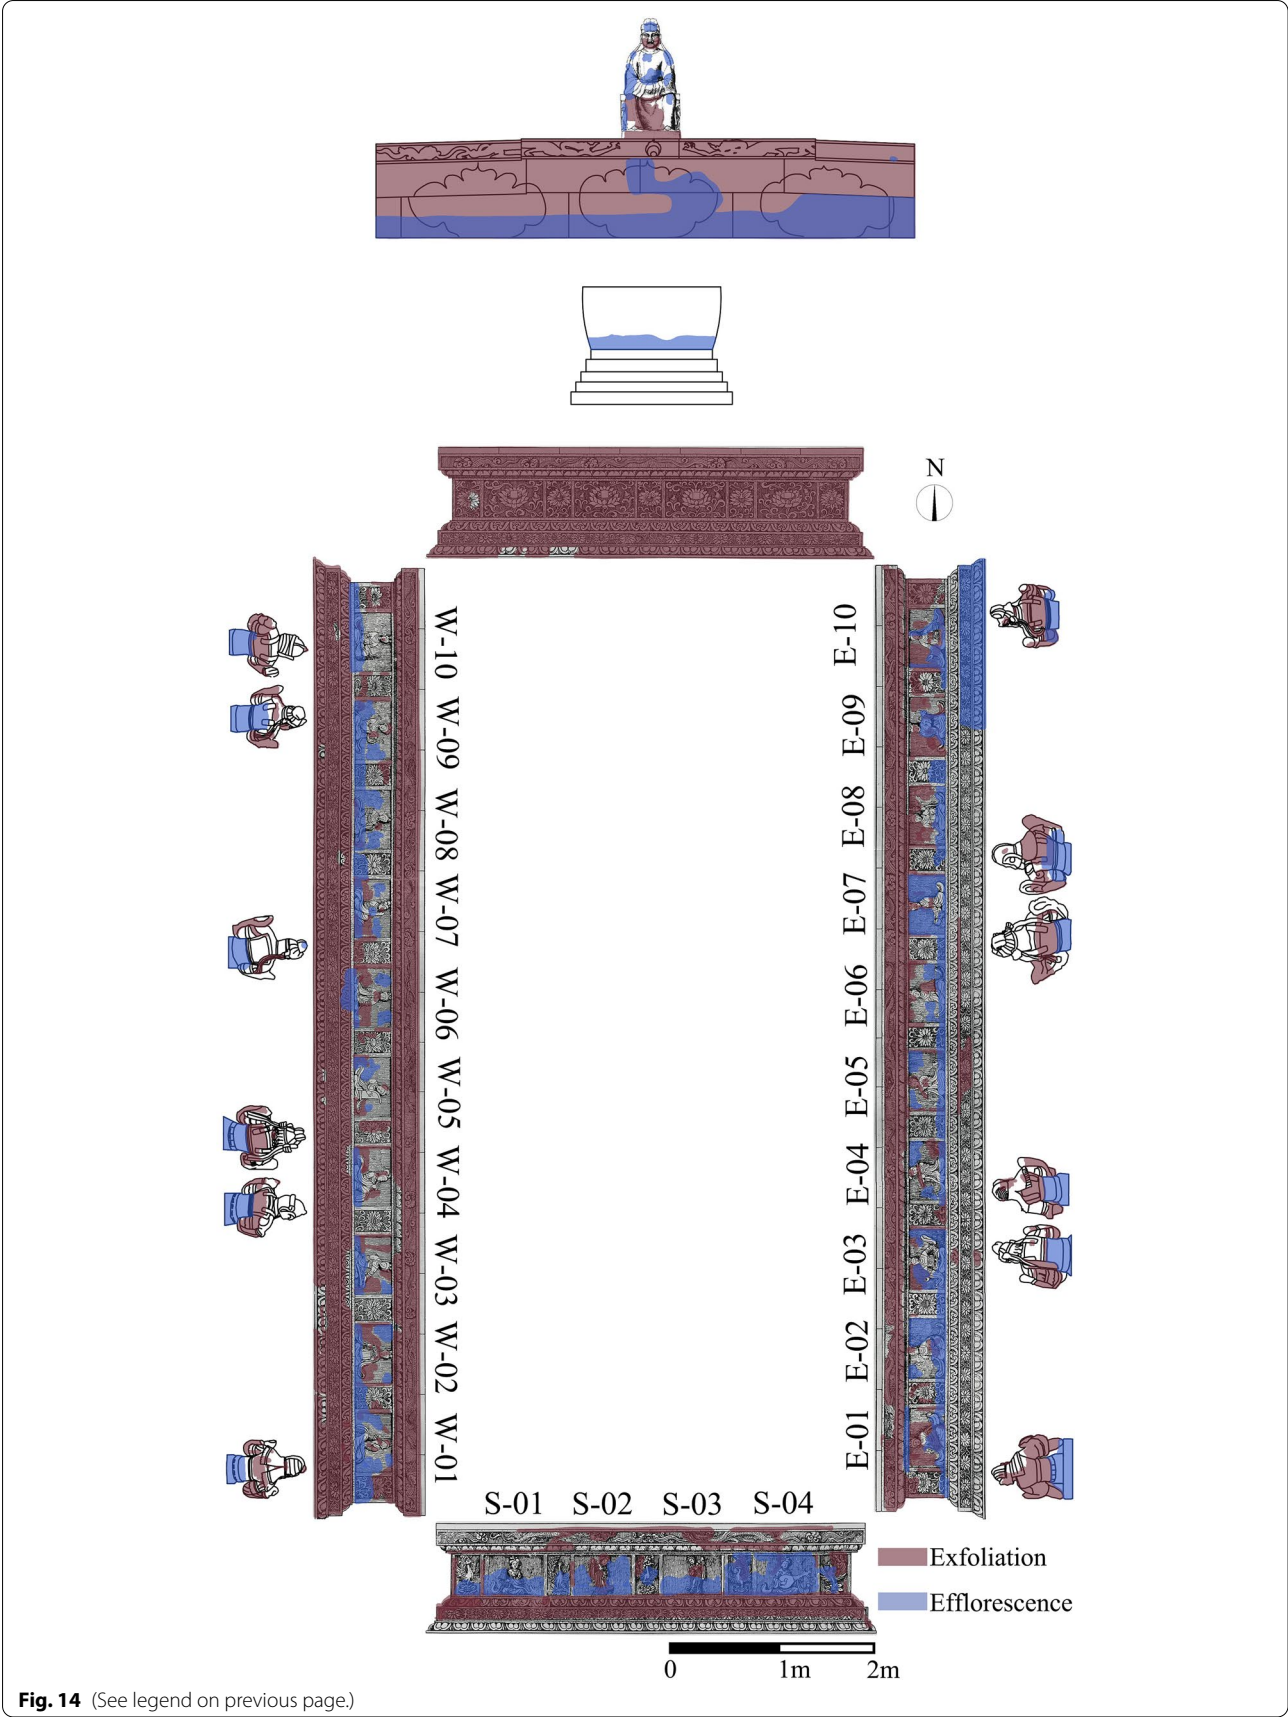 N
W-10
W-09
W-08
W-07
W-06
W-05
W-04
W-03
W-02
W-01
E-10
E-09
E-08
E-07
E-06
E-05
E-04
E-03
E-02
E-01
S-01 S-02 S-03 S-04
Exfoliation
Efflorescence
0 1m 2m
Fig. 14 (See legend on previous page.)